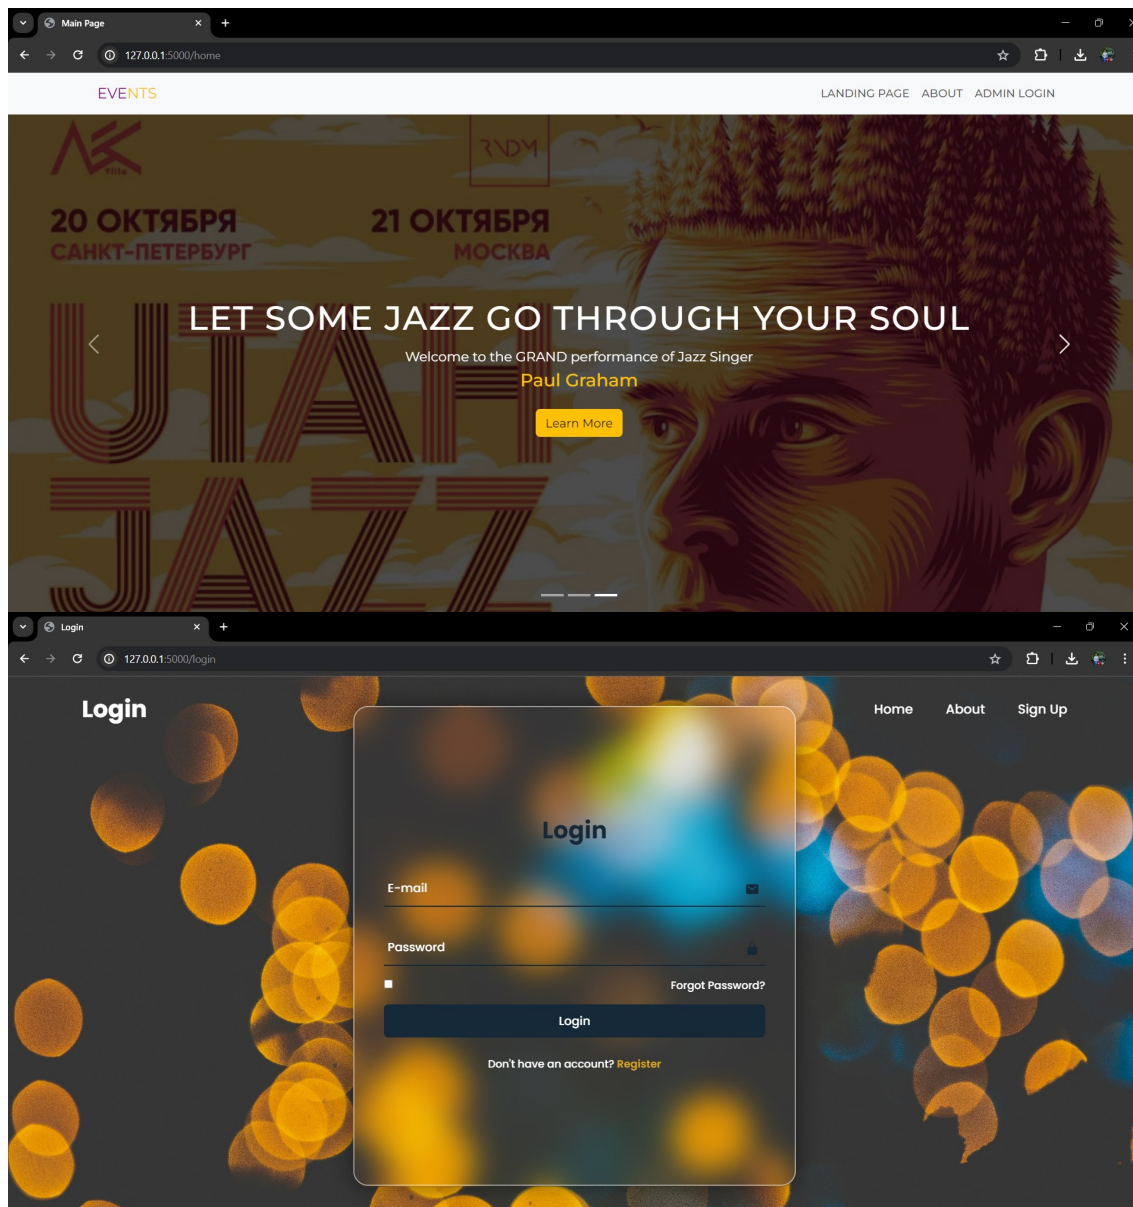 Main Page
127.0.0.1:5000/home
EVENTS
LANDING PAGE ABOUT ADMIN LOGIN
RNDM
20 ОКТЯБРЯ 21 ОКТЯБРЯ
САНКТ-ПЕТЕРБУРГ МОСКВА
UTAH
LET SOME JAZZ GO THROUGH YOUR SOUL
Welcome to the GRAND performance of Jazz Singer
Paul Graham
Learn More
JAZZ
Login
127.0.0.1:5000/login
Login
Home About Sign Up
Login
E-mail
Password
Forgot Password?
Login
Don't have an account? Register